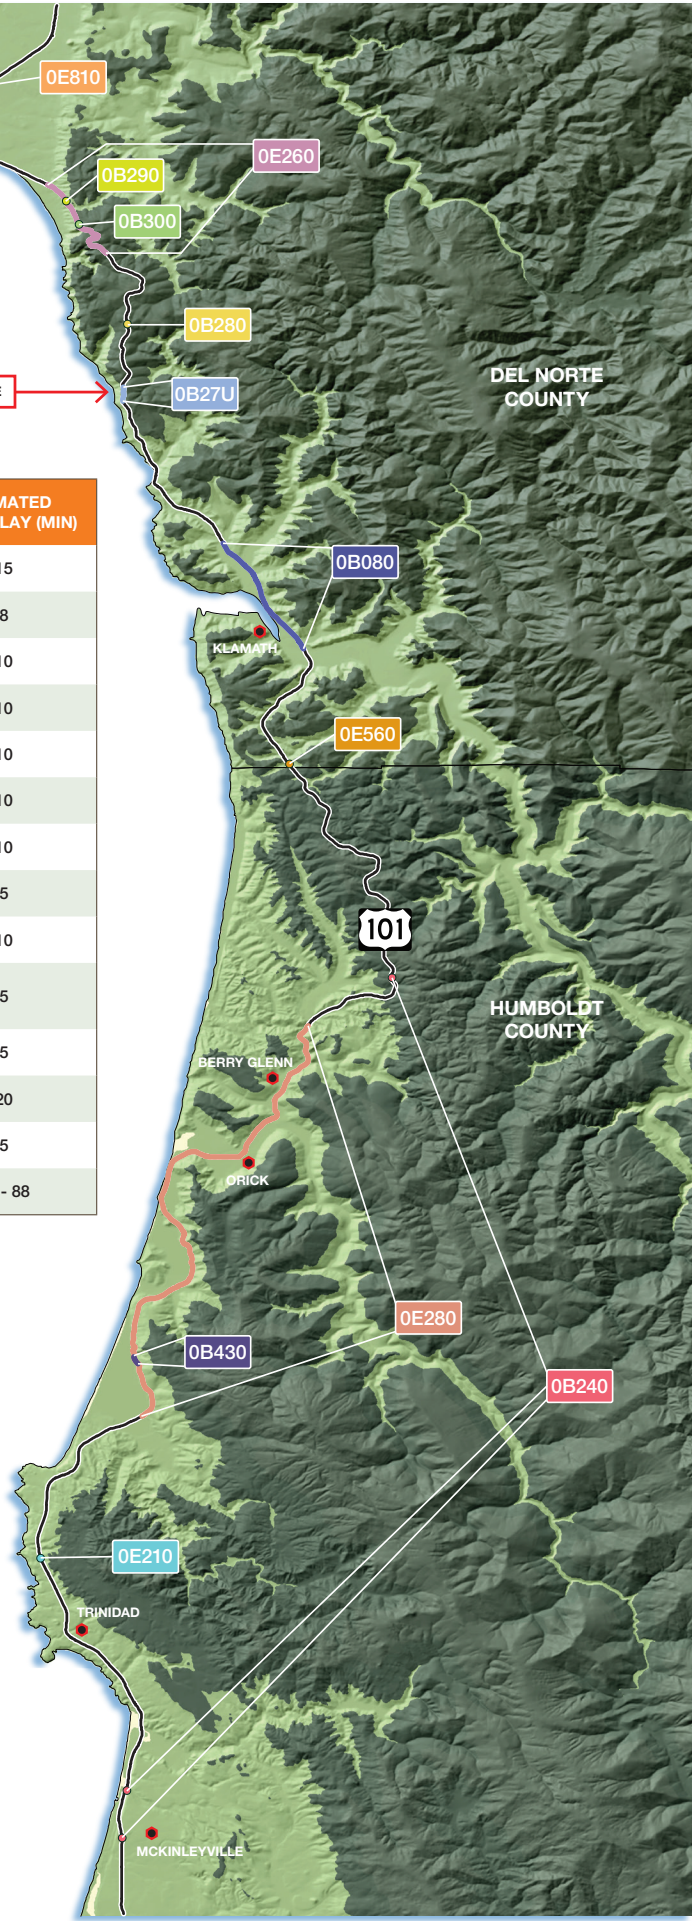 0E810
0E260
0B290
0B300
0B280
DEL NORTE
COUNTY
0B27U
0B080
KLAMATH
0E560
101
HUMBOLDT
COUNTY
BERRY GLENN
ORICK
0E280
0B430
0B240
0E210
TRINIDAD
MCKINLEYVILLE
E
MATED
LAY (MIN)
15
8
10
10
10
10
10
5
10
5
5
20
5
- 88